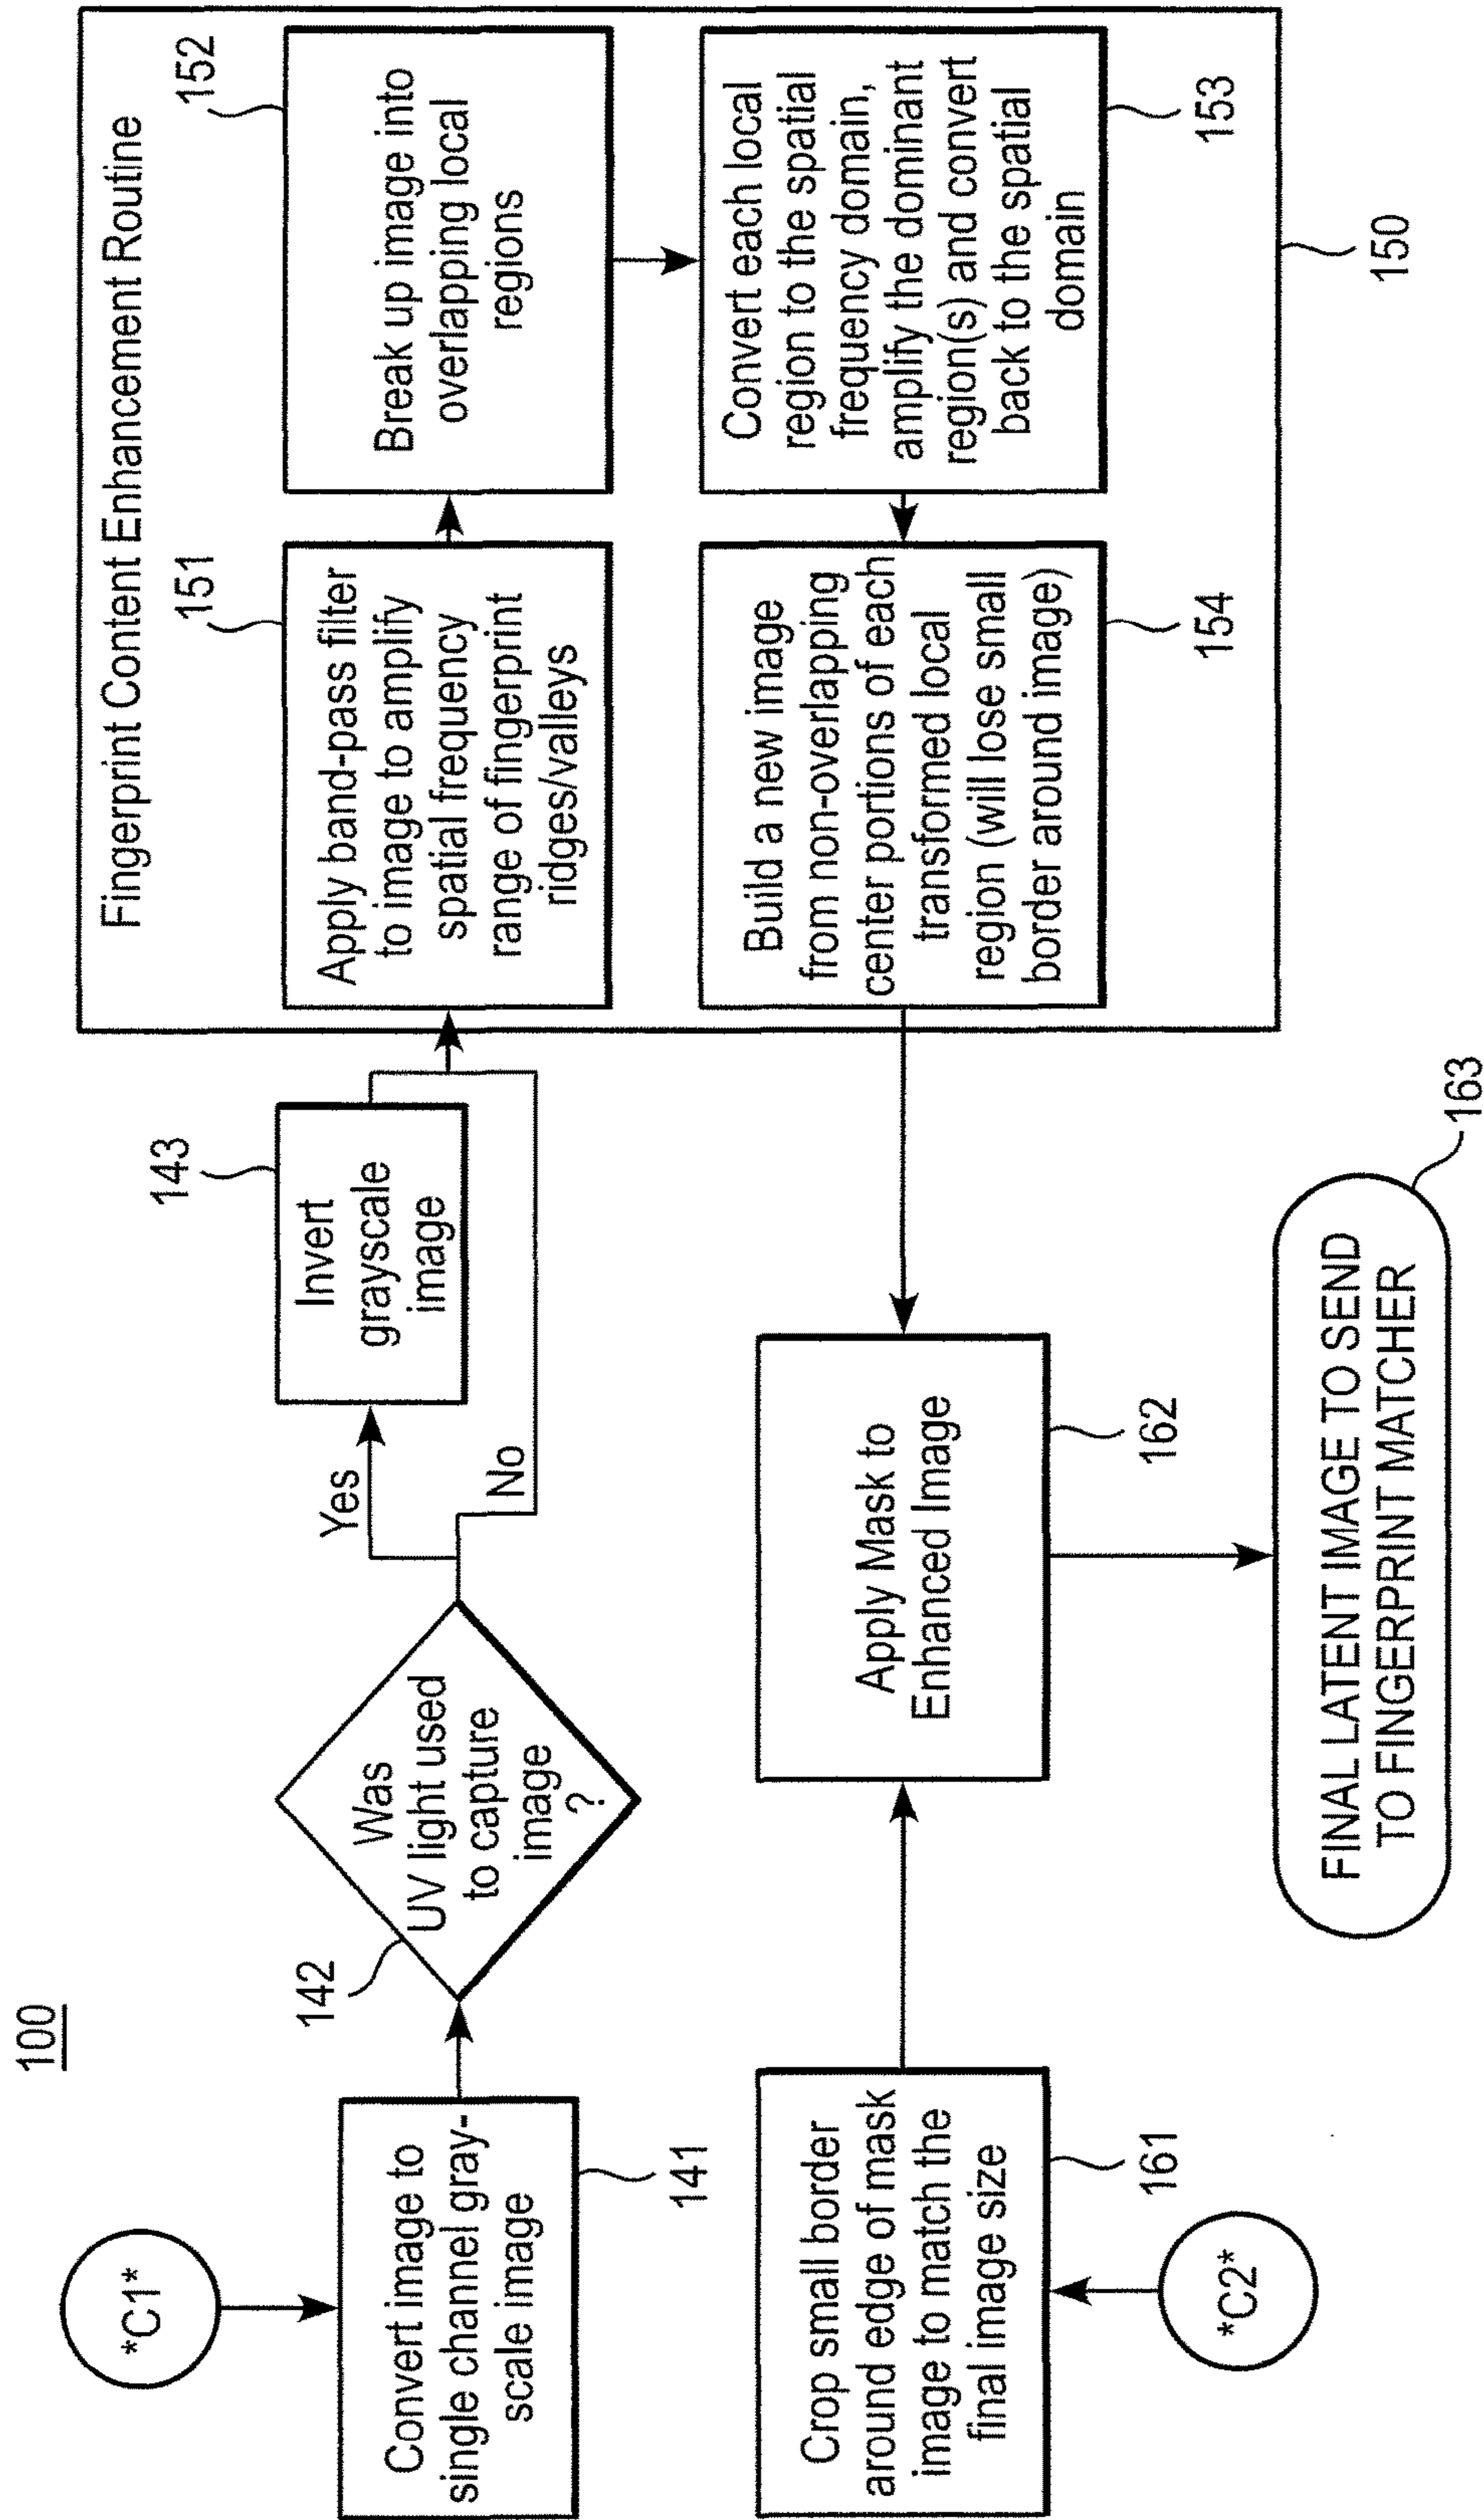 100
*C1*
Convert image to
single channel gray-
scale image
141
142
Was
UV light used
to capture
image
?
Yes
No
143
Invert
grayscale
image
Fingerprint Content Enhancement Routine
151
Apply band-pass filter
to image to amplify
spatial frequency
range of fingerprint
ridges/valleys
152
Break up image into
overlapping local
regions
Convert each local
region to the spatial
frequency domain,
amplify the dominant
region(s) and convert
back to the spatial
domain
153
Build a new image
from non-overlapping
center portions of each
transformed local
region (will lose small
border around image)
154
150
Crop small border
around edge of mask
image to match the
final image size
161
*C2*
Apply Mask to
Enhanced Image
162
FINAL LATENT IMAGE TO SEND
TO FINGERPRINT MATCHER
163